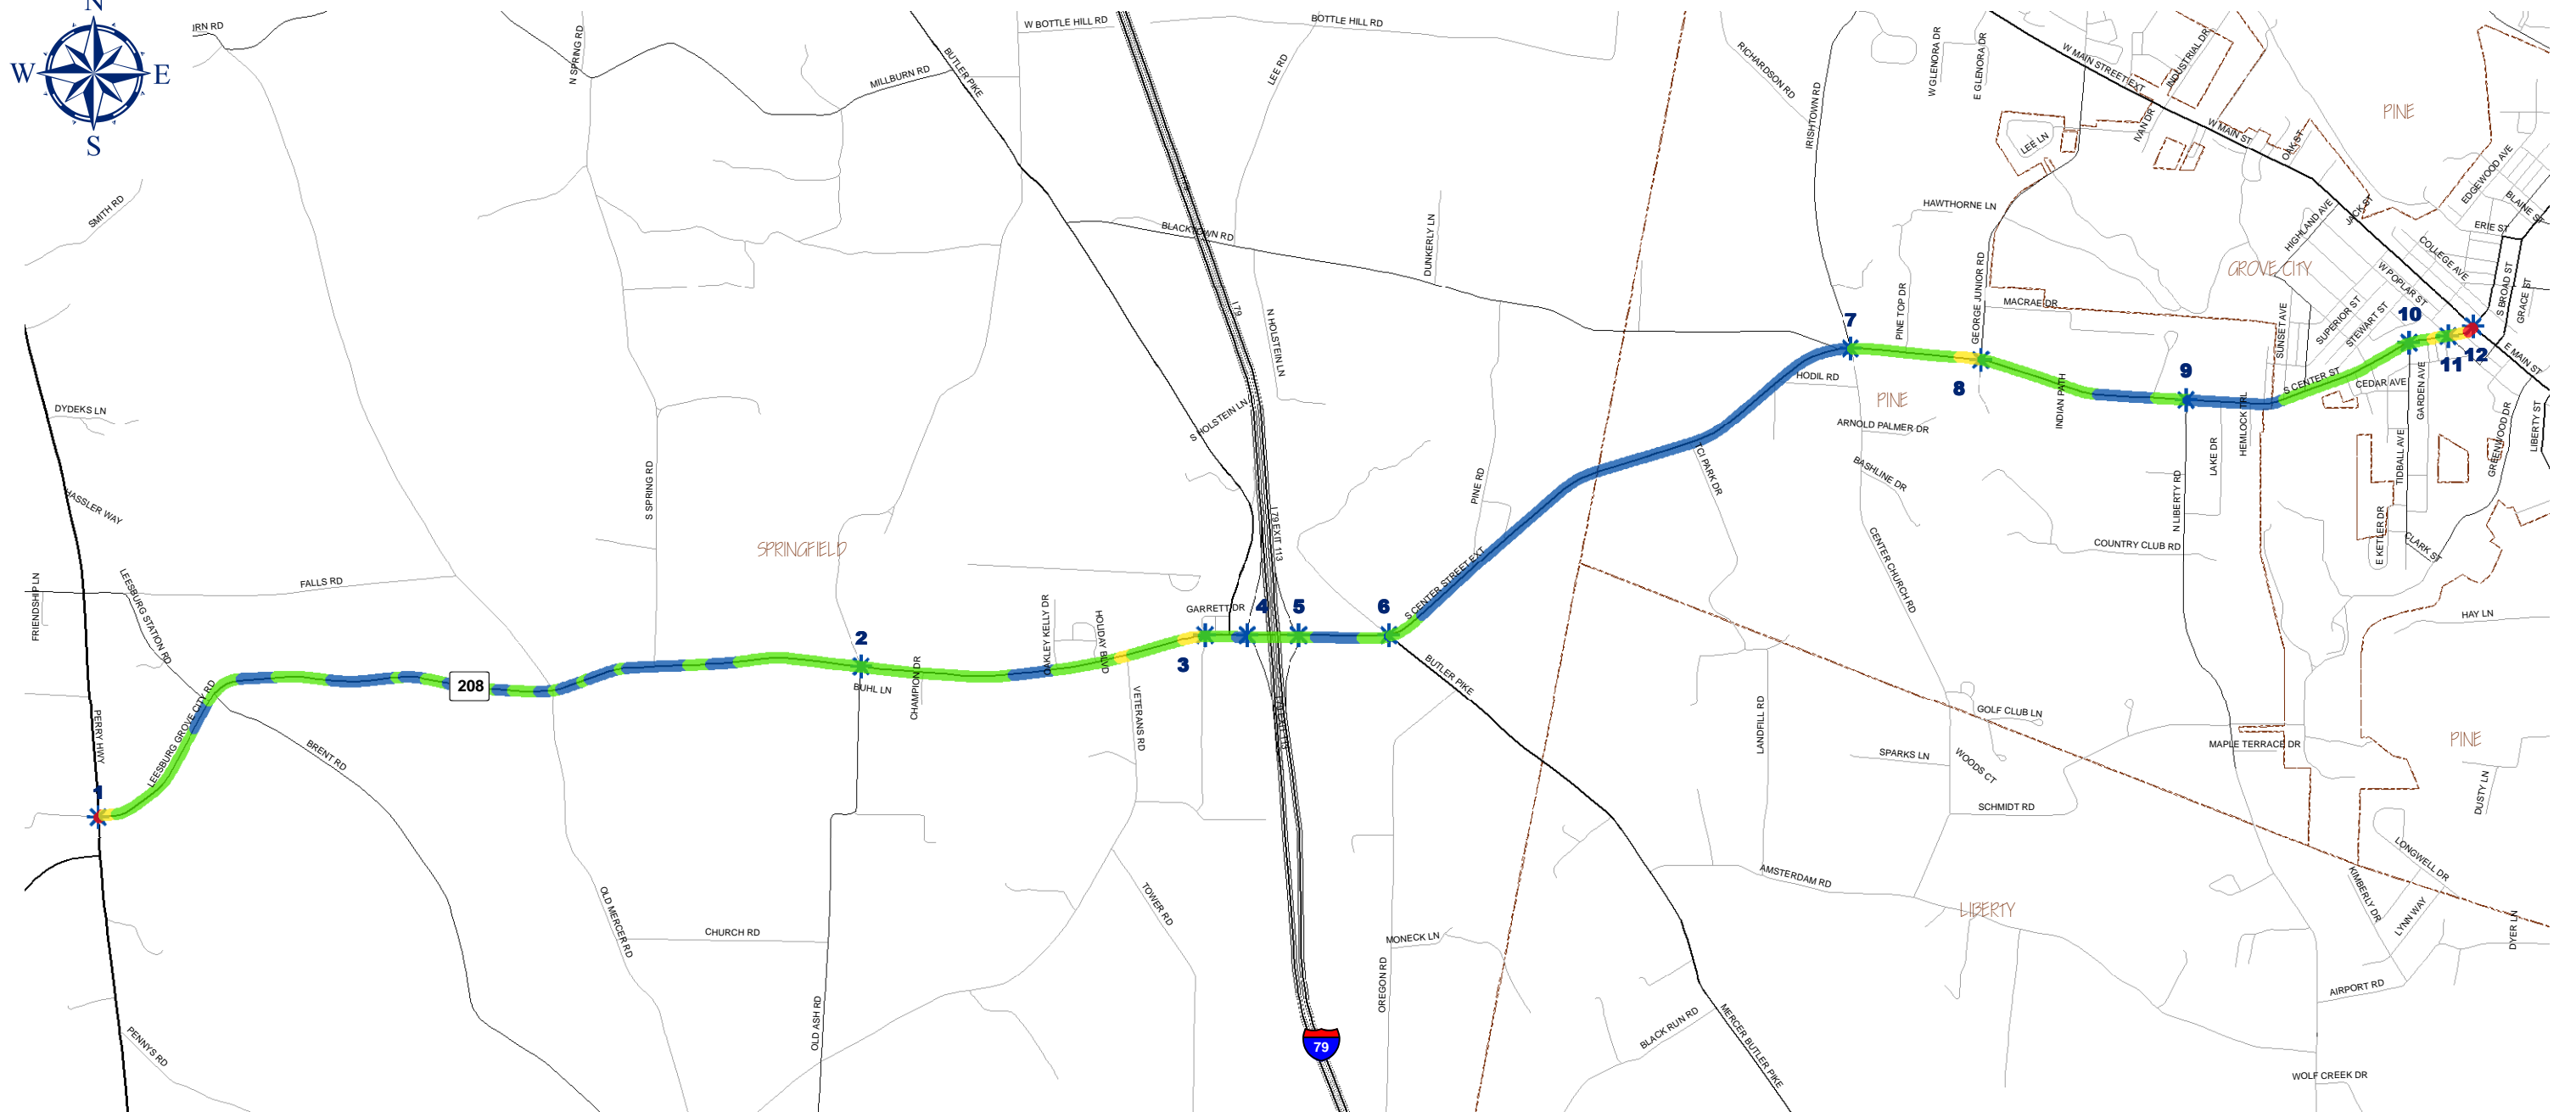 N
W
E
S
IRN RD
N SPRING RD
MILLBURN RD
BUTLER PIKE
W BOTTLE HILL RD
BOTTLE HILL RD
LEE RD
RICHARDSON RD
IRISHTOWN RD
W GLENORA DR
E GLENORA DR
W MAIN STREET EXT
INDUSTRIAL DR
PINE
IVAN DR
W MAIN ST
OAK ST
LEE LN
EDGEWOOD AVE
BLAINE ST
SMITH RD
BLACKTOWN RD
DUNKERLY LN
HAWTHORNE LN
HIGHLAND AVE
JACK ST
ERIE ST
COLLEGE AVE
GROVE CITY
W POPLAR ST
S BROAD ST
GRACE ST
I 79
N HOLSTEIN LN
PINE TOP DR
GEORGE JUNIOR RD
MACRAE DR
SUNSET AVE
SUPERIOR ST
STEWART ST
7
10
8
9
11
12
E MAIN ST
HODIL RD
PINE
S CENTER ST
CEDAR AVE
GARDEN AVE
INDIAN PATH
HEMLOCK TRL
DYDEKS LN
S HOLSTEIN LN
ARNOLD PALMER DR
LAKE DR
TIDBALL AVE
GREENWOOD DR
LIBERTY ST
HASSLER WAY
S SPRING RD
PINE RD
TCI PARK DR
BASHLINE DR
N LIBERTY RD
I 79 EXIT 113
SPRINGFIELD
CENTER CHURCH RD
COUNTRY CLUB RD
E KETLER DR
CLARK ST
FALLS RD
FRIENDSHIP LN
LEESBURG STATION RD
OAKLEY KELLY DR
HOLIDAY BLVD
GARRETT DR
S CENTER STREET EXT
HAY LN
2
3
4
5
6
208
BUHL LN
CHAMPION DR
VETERANS RD
BUTLER PIKE
PERRY HWY
LEESBURG GROVE CITY RD
BRENT RD
LANDFILL RD
GOLF CLUB LN
SPARKS LN
WOODS CT
MAPLE TERRACE DR
PINE
1
SCHMIDT RD
DUSTY LN
LONGWELL DR
AMSTERDAM RD
KIMBERLY DR
LYNN WAY
DYER LN
OLD MERCER RD
CHURCH RD
TOWER RD
MONECK LN
LIBERTY
OREGON RD
AIRPORT RD
OLD ASH RD
PENNYS RD
79
BLACK RUN RD
MERCER BUTLER PIKE
WOLF CREEK DR